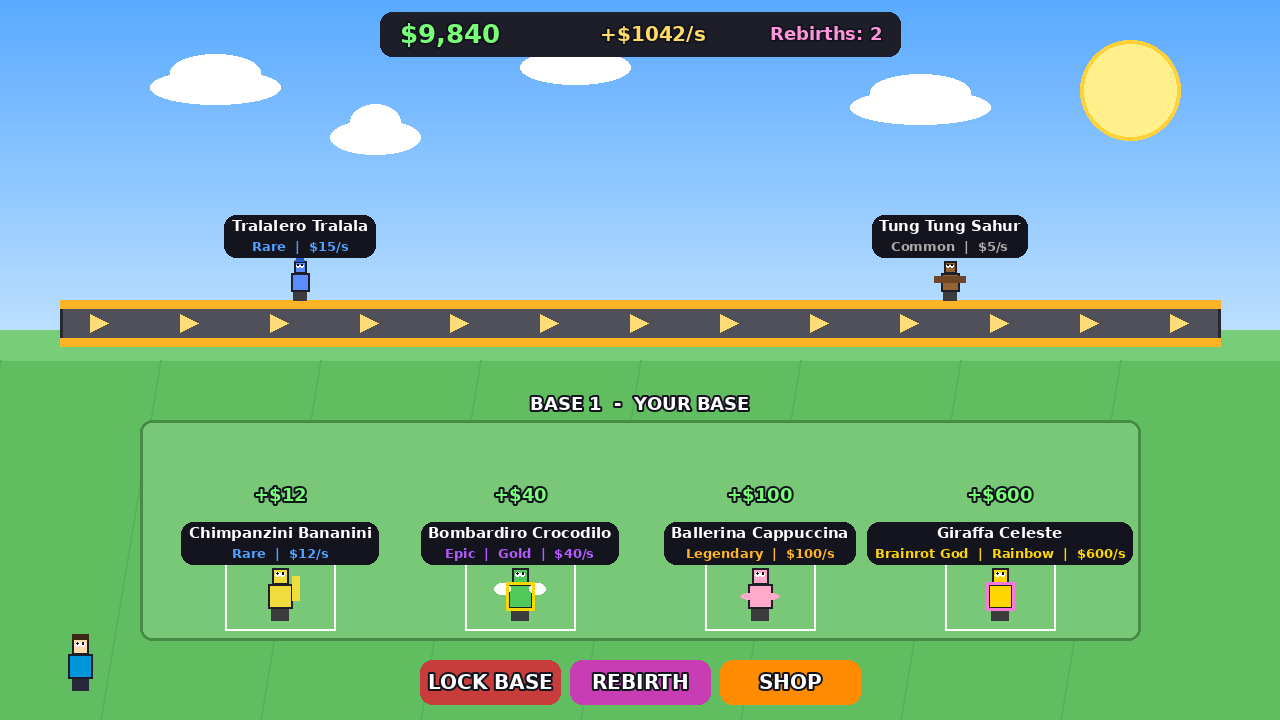 $9,840
+$1042/s
Rebirths: 2
Tralalero Tralala
Rare | $15/s
Tung Tung Sahur
Common | $5/s
BASE 1 - YOUR BASE
+$12
+$40
+$100
+$600
Chimpanzini Bananini
Rare | $12/s
Bombardiro Crocodilo
Epic | Gold | $40/s
Ballerina Cappuccina
Legendary | $100/s
Giraffa Celeste
Brainrot God | Rainbow | $600/s
LOCK BASE
REBIRTH
SHOP